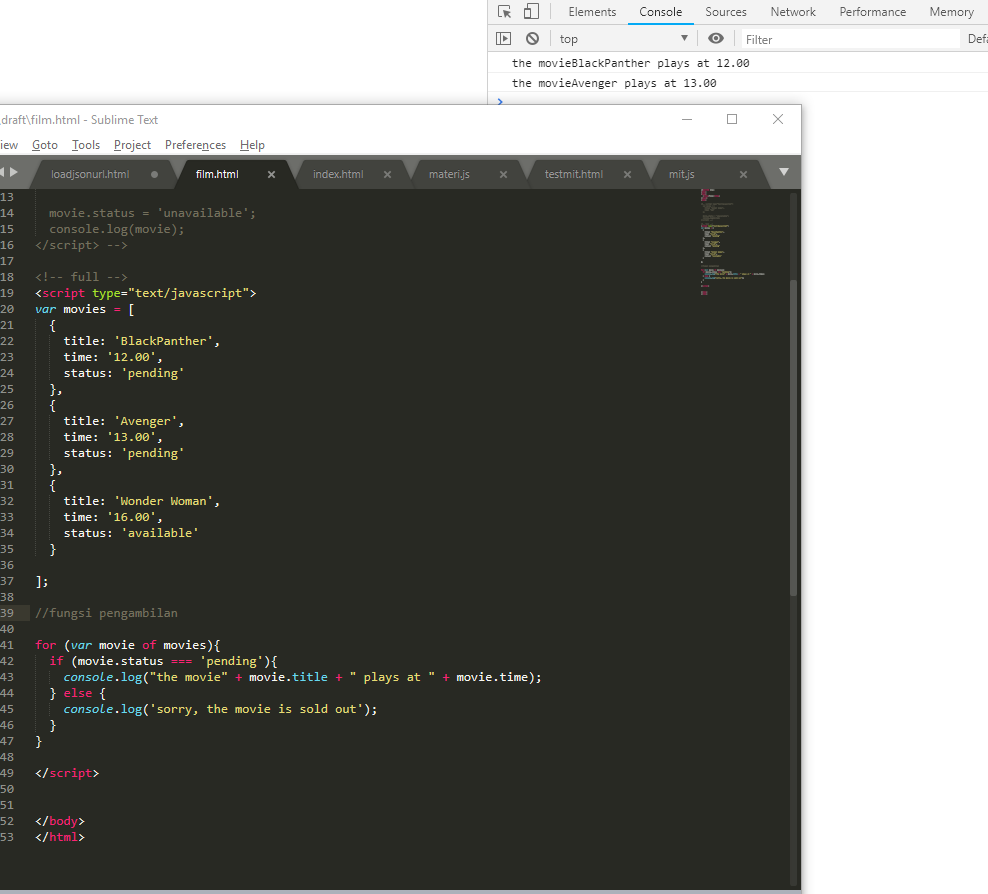 Elements Console Sources Network Performance Memory
top ▼ Filter Defa
the movieBlackPanther plays at 12.00
the movieAvenger plays at 13.00
>
_draft\film.html - Sublime Text
iew Goto Tools Project Preferences Help
loadjsonurl.html film.html × index.html × materi.js × testmit.html × mit.js ×
13
14 movie.status = 'unavailable';
15 console.log(movie);
16 </script> -->
17
18 <!-- full -->
19 <script type="text/javascript">
20 var movies = [
21 {
22 title: 'BlackPanther',
23 time: '12.00',
24 status: 'pending'
25 },
26 {
27 title: 'Avenger',
28 time: '13.00',
29 status: 'pending'
30 },
31 {
32 title: 'Wonder Woman',
33 time: '16.00',
34 status: 'available'
35 }
36
37 ];
38
39 //fungsi pengambilan
40
41 for (var movie of movies){
42 if (movie.status === 'pending'){
43 console.log("the movie" + movie.title + " plays at " + movie.time);
44 } else {
45 console.log('sorry, the movie is sold out');
46 }
47 }
48
49 </script>
50
51
52 </body>
53 </html>